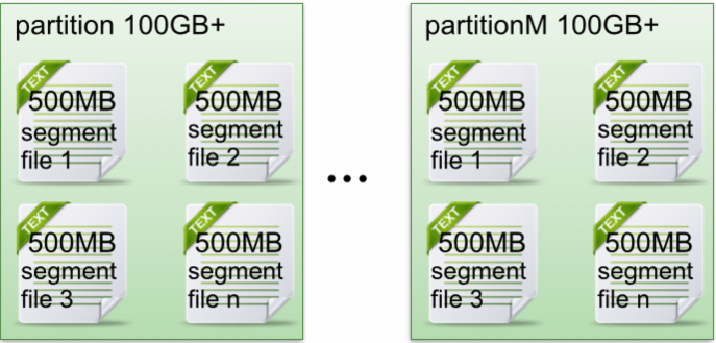 partition 100GB+
TEXT
500MB
segment
file 1
TEXT
500MB
segment
file 2
TEXT
500MB
segment
file 3
TEXT
500MB
segment
file n
...
partitionM 100GB+
TEXT
500MB
segment
file 1
TEXT
500MB
segment
file 2
TEXT
500MB
segment
file 3
TEXT
500MB
segment
file n